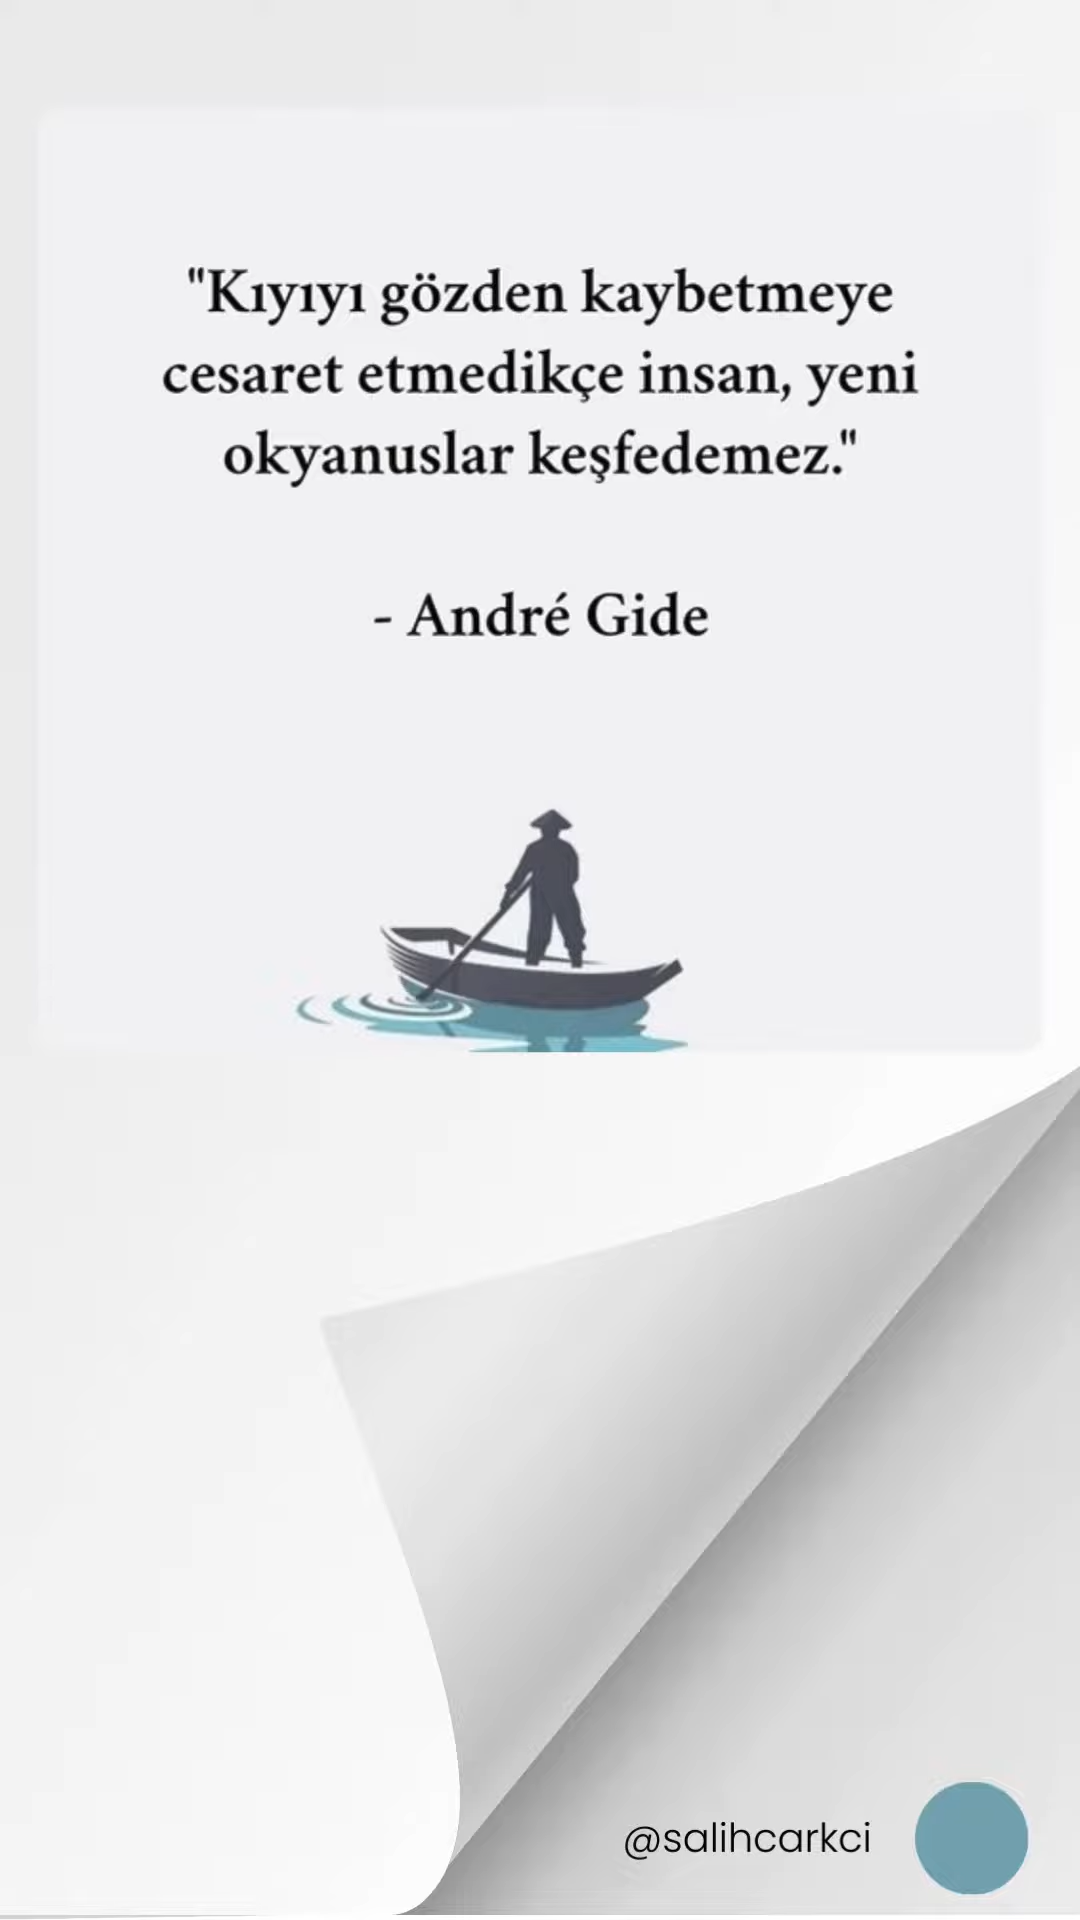 "Kıyıyı gözden kaybetmeye
cesaret etmedikçe insan, yeni
okyanuslar keşfedemez."
- André Gide
@salihcarkci